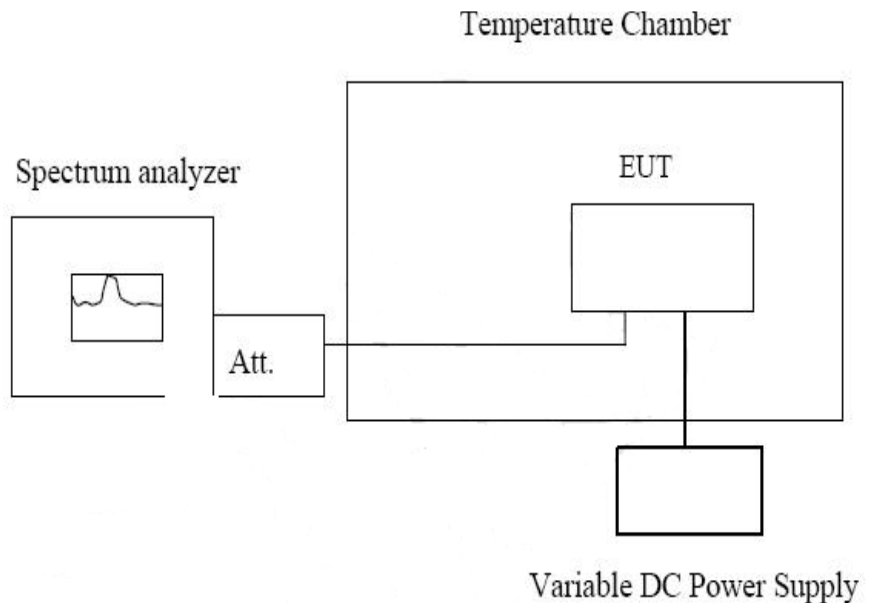 Temperature Chamber
Spectrum analyzer
EUT
Att.
Variable DC Power Supply